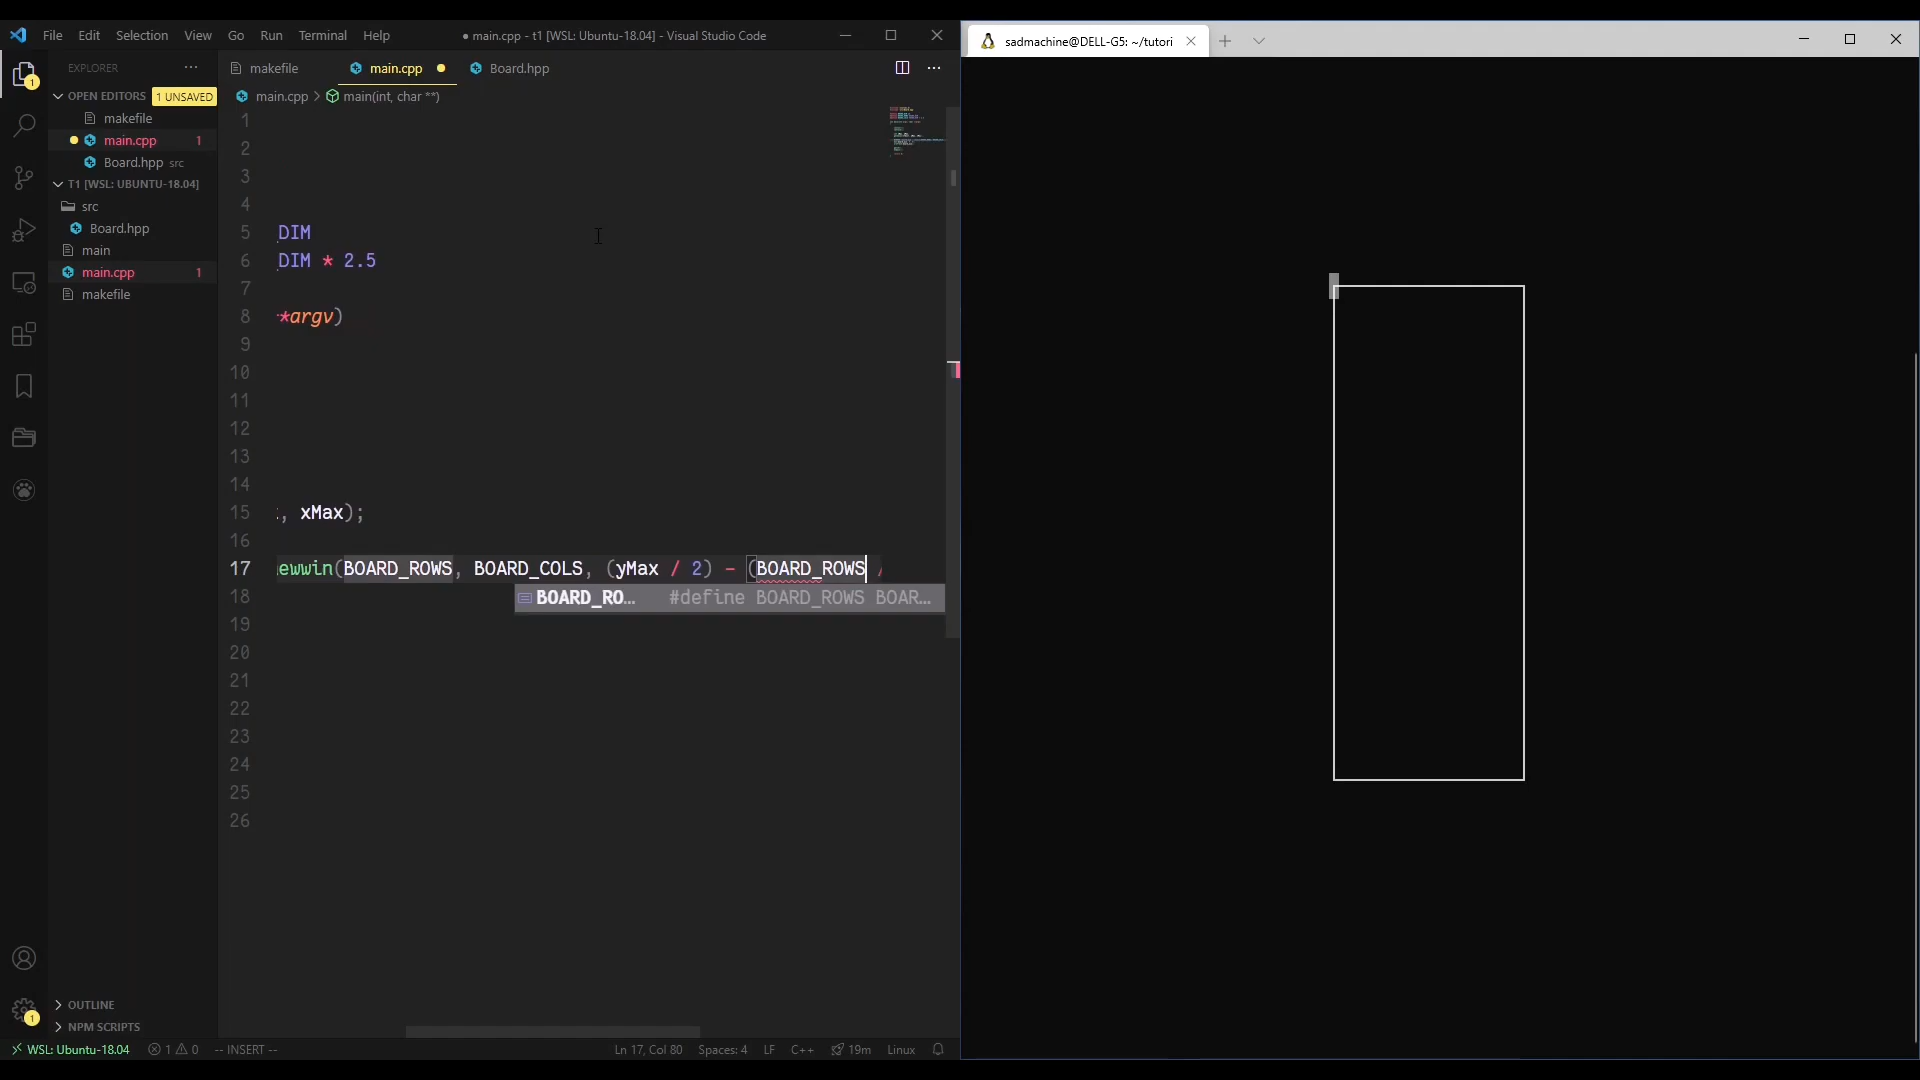 File Edit Selection View Go Run Terminal Help
● main.cpp - t1 [WSL: Ubuntu-18.04] - Visual Studio Code
sadmachine@DELL-G5: ~/tutori
EXPLORER
makefile
main.cpp
Board.hpp
OPEN EDITORS 1 UNSAVED
main.cpp > main(int, char **)
makefile
main.cpp 1
Board.hpp src
T1 [WSL: UBUNTU-18.04]
src
Board.hpp
main
main.cpp 1
makefile
1
2
3
4
5 _DIM
6 _DIM * 2.5
7
8 *argv)
9
10
11
12
13
14
15 , xMax);
16
17 ewwin(BOARD_ROWS, BOARD_COLS, (yMax / 2) - (BOARD_ROWS /
BOARD_RO… #define BOARD_ROWS BOAR…
18
19
20
21
22
23
24
25
26
1
1
OUTLINE
NPM SCRIPTS
WSL: Ubuntu-18.04 1 0 -- INSERT --
Ln 17, Col 80 Spaces: 4 LF C++ 19m Linux